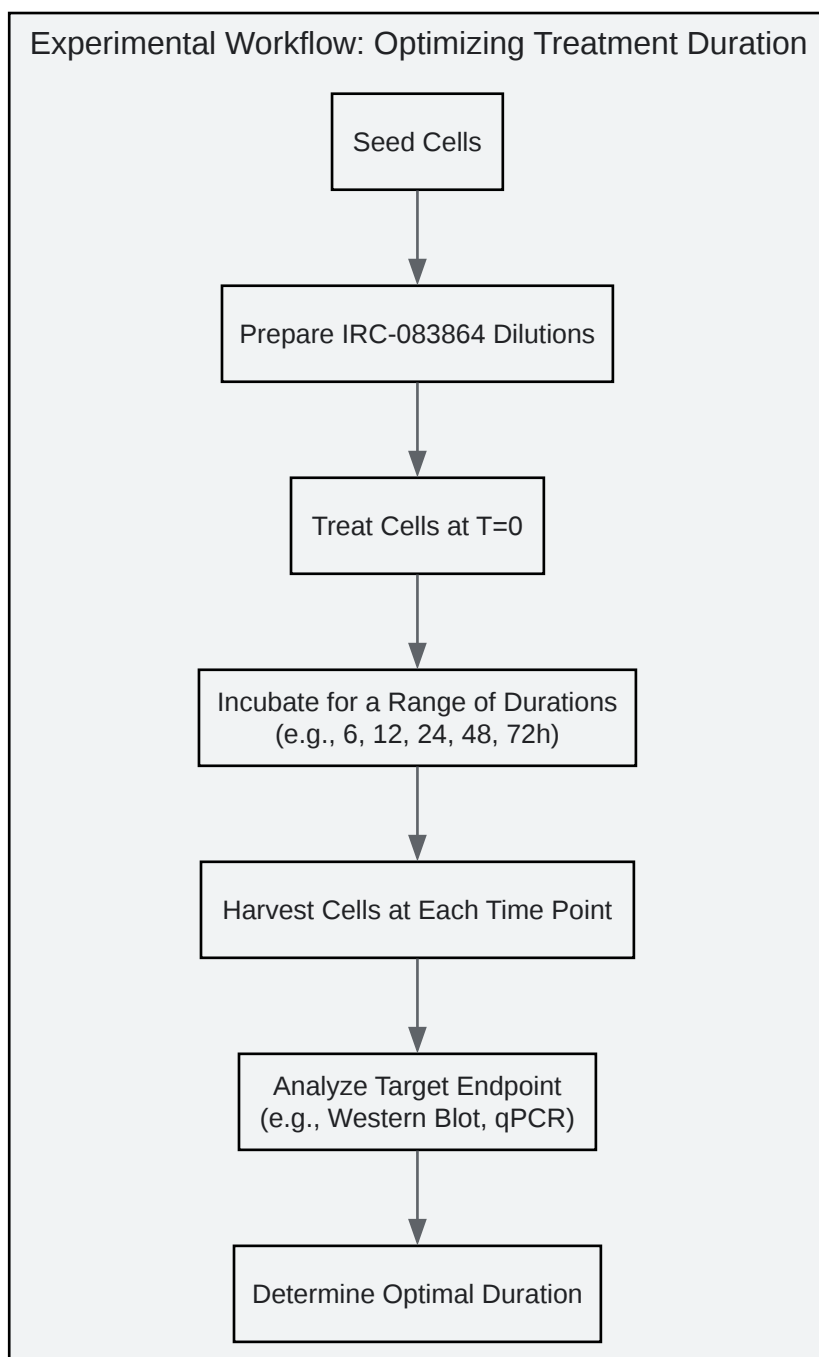 Experimental Workflow: Optimizing Treatment Duration
Seed Cells
Prepare IRC-083864 Dilutions
Treat Cells at T=0
Incubate for a Range of Durations
(e.g., 6, 12, 24, 48, 72h)
Harvest Cells at Each Time Point
Analyze Target Endpoint
(e.g., Western Blot, qPCR)
Determine Optimal Duration